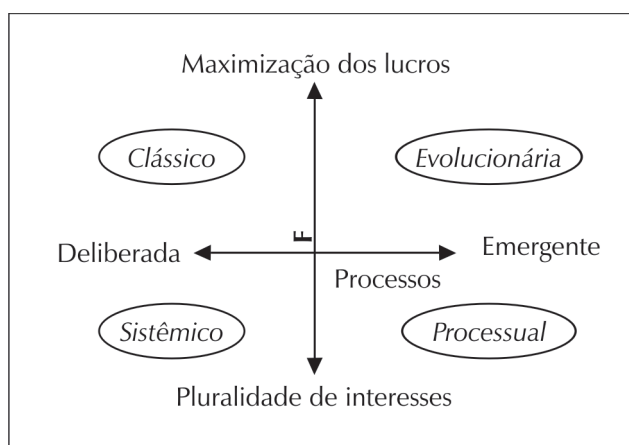 Maximização dos lucros
Clássico
Evolucionária
F
Deliberada
Emergente
Processos
Sistêmico
Processual
Pluralidade de interesses